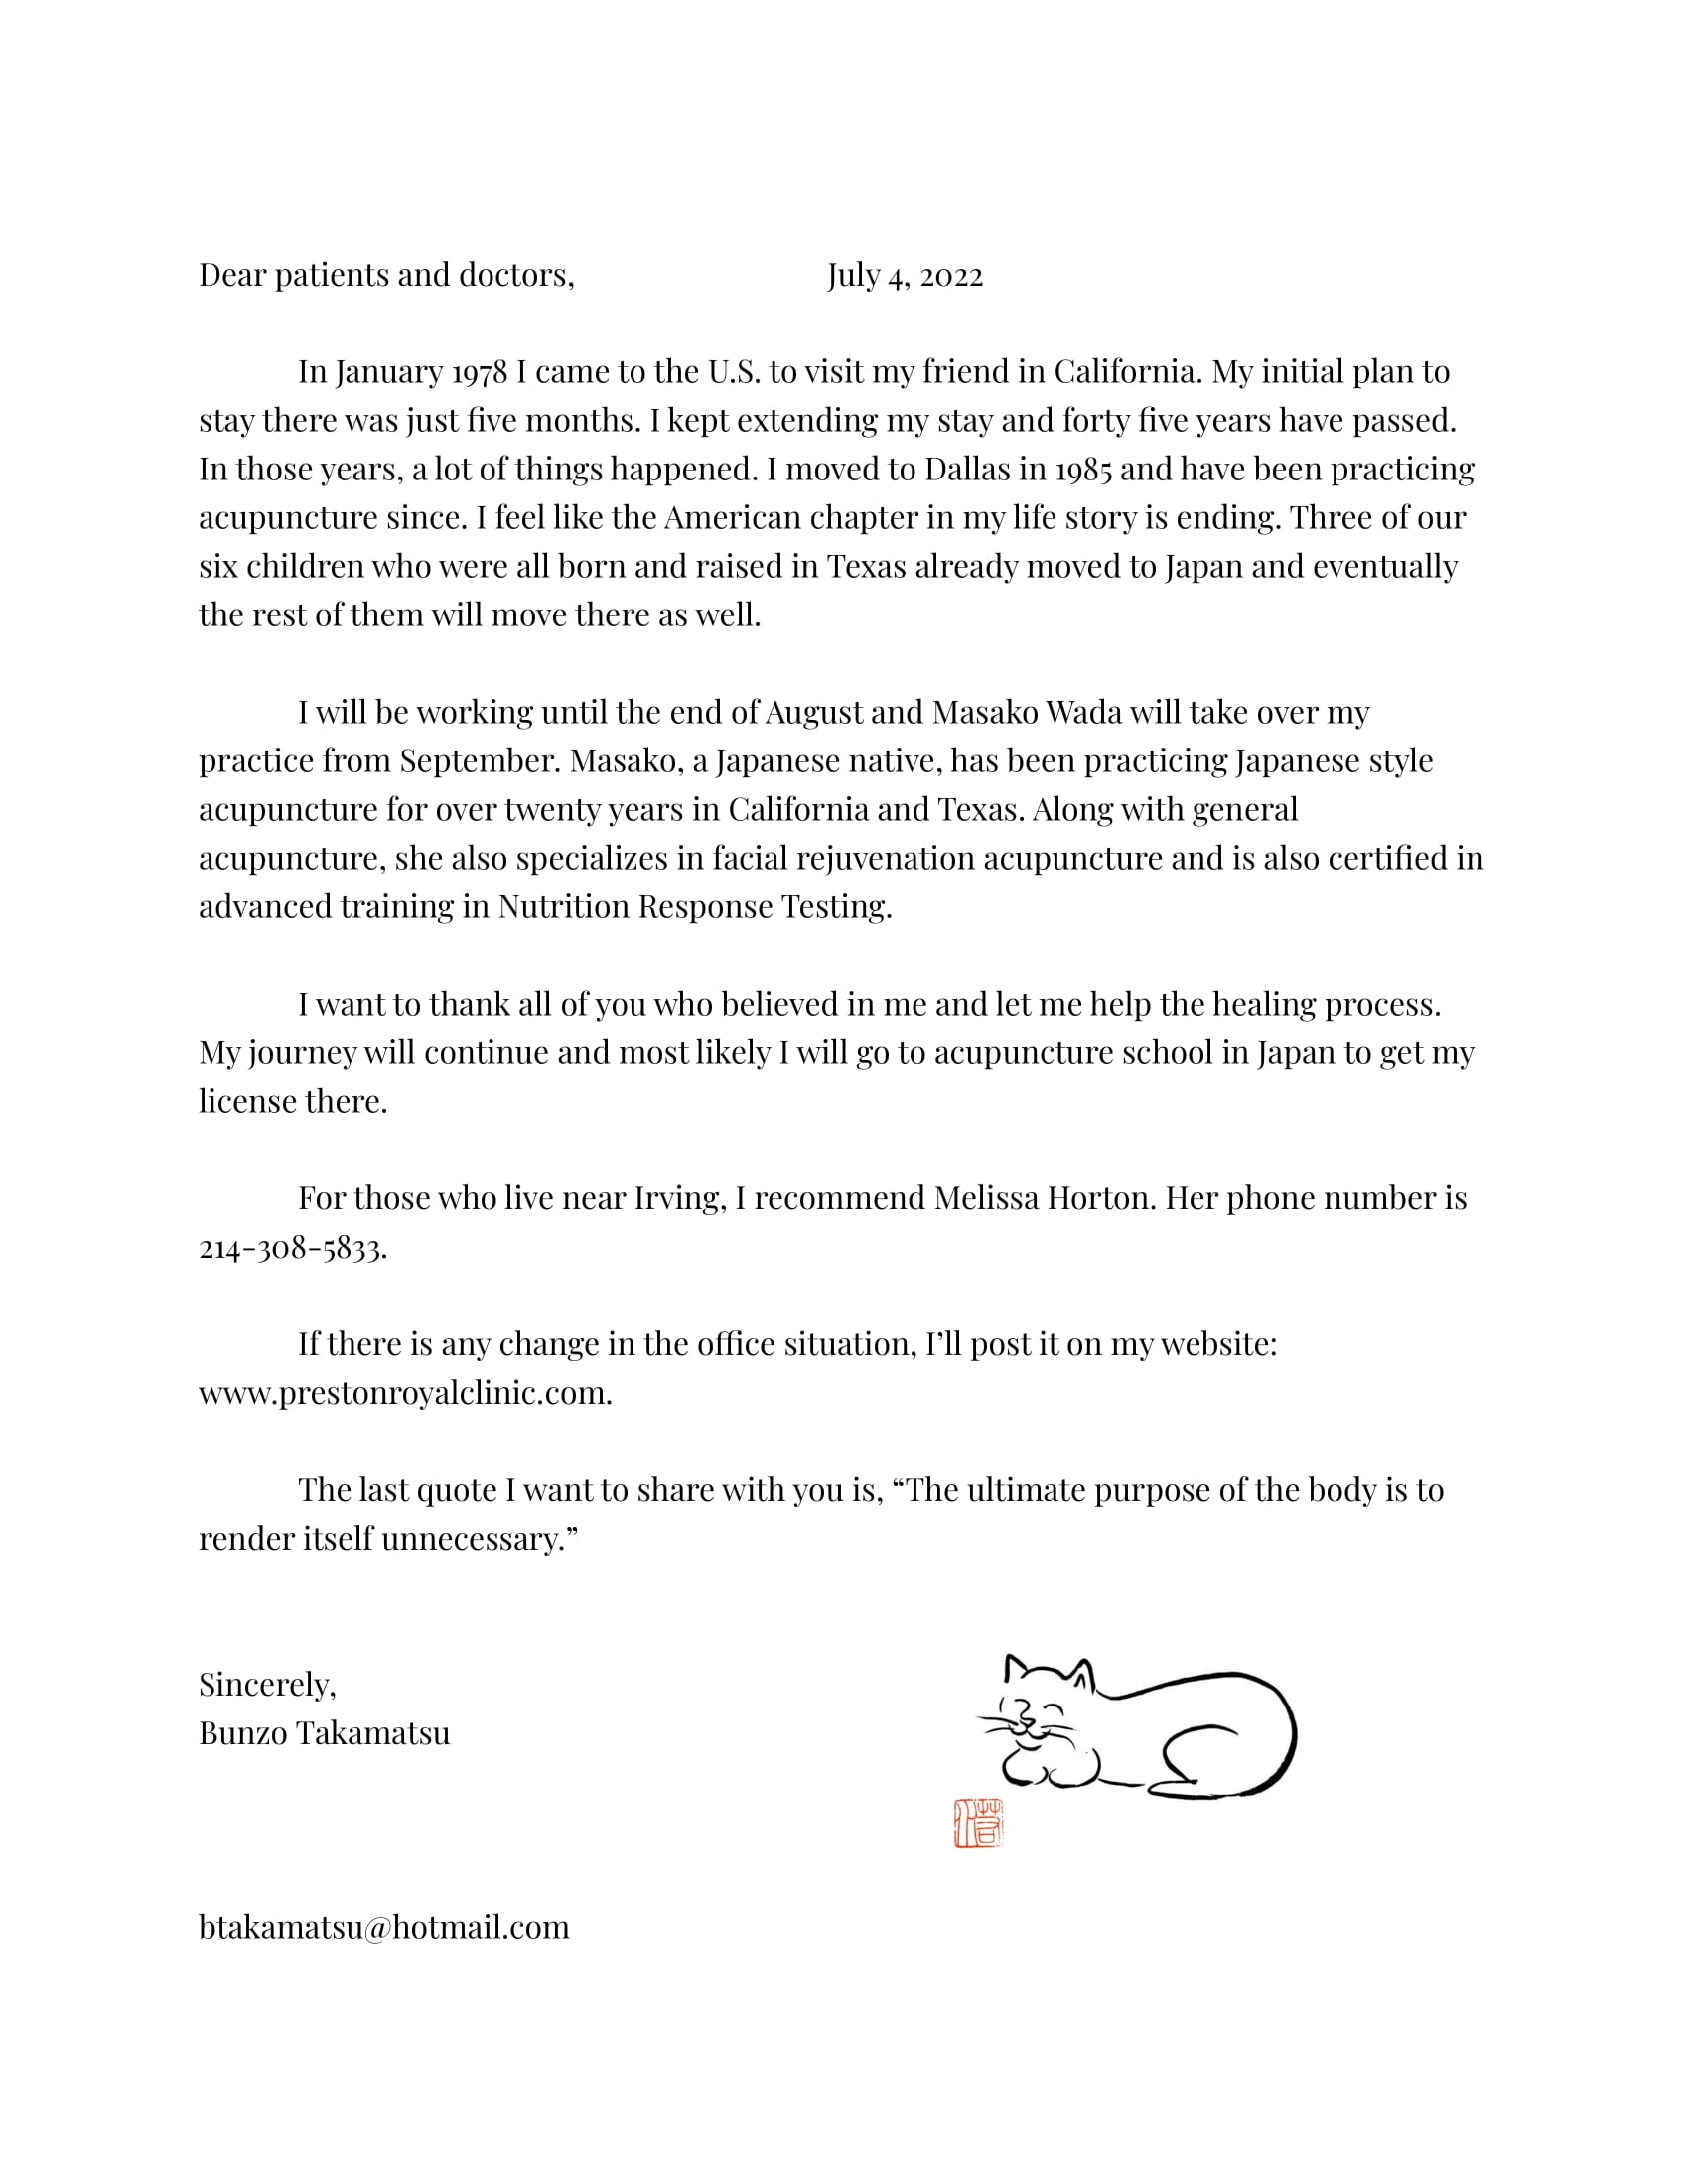 Dear patients and doctors, July 4, 2022
In January 1978 I came to the U.S. to visit my friend in California. My initial plan to
stay there was just five months. I kept extending my stay and forty five years have passed.
In those years, a lot of things happened. I moved to Dallas in 1985 and have been practicing
acupuncture since. I feel like the American chapter in my life story is ending. Three of our
six children who were all born and raised in Texas already moved to Japan and eventually
the rest of them will move there as well.
I will be working until the end of August and Masako Wada will take over my
practice from September. Masako, a Japanese native, has been practicing Japanese style
acupuncture for over twenty years in California and Texas. Along with general
acupuncture, she also specializes in facial rejuvenation acupuncture and is also certified in
advanced training in Nutrition Response Testing.
I want to thank all of you who believed in me and let me help the healing process.
My journey will continue and most likely I will go to acupuncture school in Japan to get my
license there.
For those who live near Irving, I recommend Melissa Horton. Her phone number is
214-308-5833.
If there is any change in the office situation, I’ll post it on my website:
www.prestonroyalclinic.com.
The last quote I want to share with you is, “The ultimate purpose of the body is to
render itself unnecessary.”
Sincerely,
Bunzo Takamatsu
btakamatsu@hotmail.com